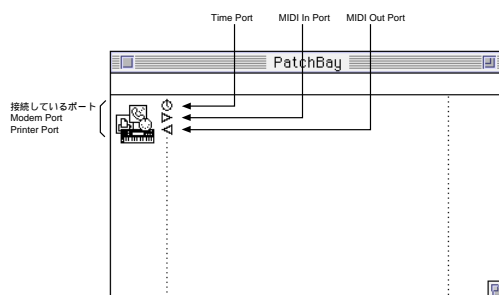 Time Port MIDI In Port MIDI Out Port
PatchBay
接続しているポート
Modem Port
Printer Port